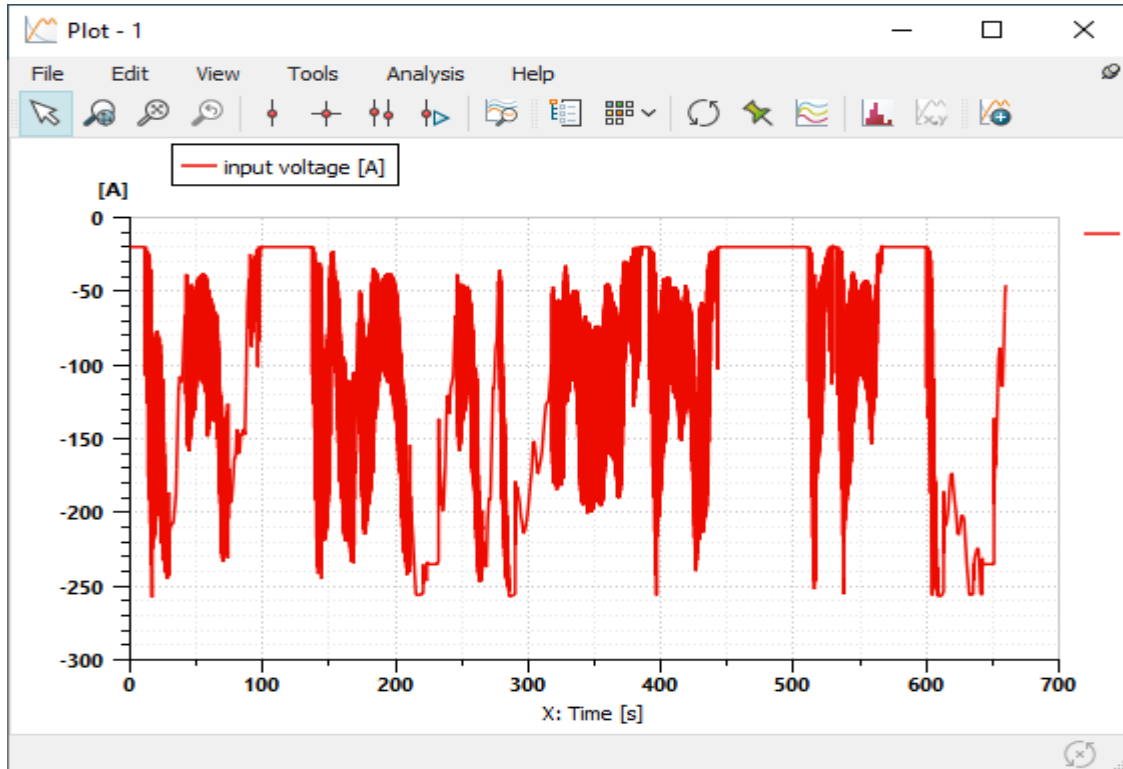 Plot - 1
File Edit View Tools Analysis Help
x,y
input voltage [A]
[A]
0
-50
-100
-150
-200
-250
-300
0 100 200 300 400 500 600 700
X: Time [s]